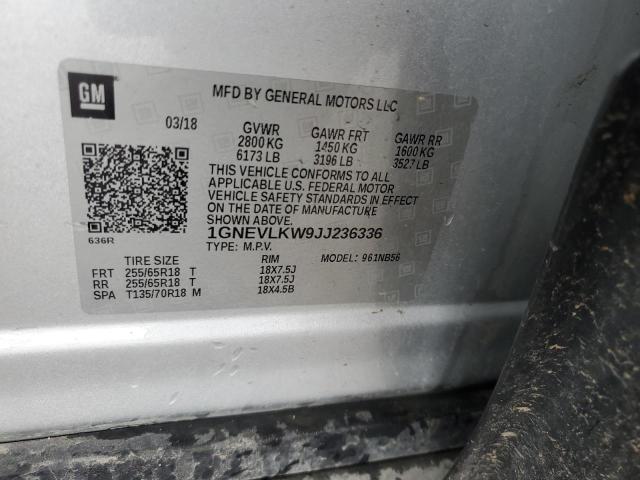 GM
MFD BY GENERAL MOTORS LLC
03/18 GVWR GAWR FRT GAWR RR
2800 KG 1450 KG 1600 KG
6173 LB 3196 LB 3527 LB
THIS VEHICLE CONFORMS TO ALL
APPLICABLE U.S. FEDERAL MOTOR
VEHICLE SAFETY STANDARDS IN EFFECT
ON THE DATE OF MANUFACTURE
SHOWN ABOVE.
1GNEVLKW9JJ236336
636R
TYPE: M.P.V. MODEL: 961NB56
TIRE SIZE RIM
FRT 255/65R18 T 18X7.5J
RR 255/65R18 T 18X7.5J
SPA T135/70R18 M 18X4.5B